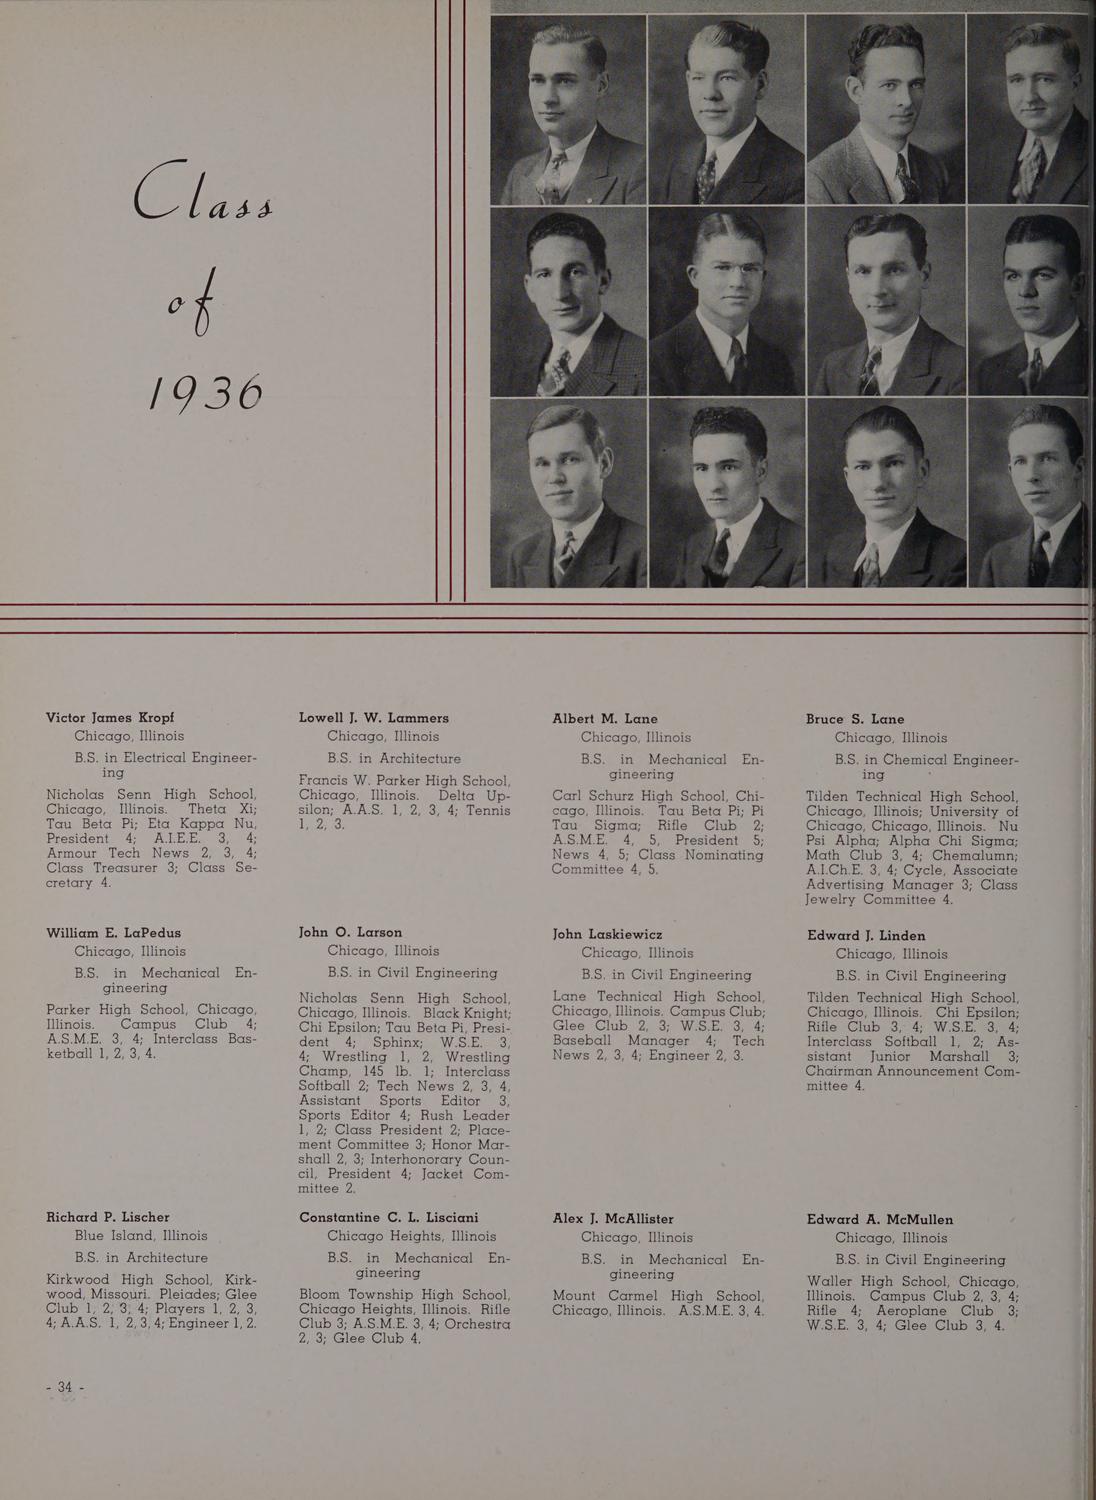 Class
of
1936
Victor James Kropf
Chicago, Illinois
B.S. in Electrical Engineer-
ing
Nicholas Senn High School,
Chicago, Illinois. Theta Xi;
Tau Beta Pi; Eta Kappa Nu,
President 4; A.I.E.E. 3, 4;
Armour Tech News 2, 3, 4;
Class Treasurer 3; Class Se-
cretary 4.
Lowell J. W. Lammers
Chicago, Illinois
B.S. in Architecture
Francis W. Parker High School,
Chicago, Illinois. Delta Up-
silon; A.A.S. 1, 2, 3, 4; Tennis
1, 2, 3.
Albert M. Lane
Chicago, Illinois
B.S. in Mechanical En-
gineering
Carl Schurz High School, Chi-
cago, Illinois. Tau Beta Pi; Pi
Tau Sigma; Rifle Club 2;
A.S.M.E. 4, 5, President 5;
News 4, 5; Class Nominating
Committee 4, 5.
Bruce S. Lane
Chicago, Illinois
B.S. in Chemical Engineer-
ing
Tilden Technical High School,
Chicago, Illinois; University of
Chicago, Chicago, Illinois. Nu
Psi Alpha; Alpha Chi Sigma;
Math Club 3, 4; Chemalumn;
A.I.Ch.E. 3, 4; Cycle, Associate
Advertising Manager 3; Class
Jewelry Committee 4.
William E. LaPedus
Chicago, Illinois
B.S. in Mechanical En-
gineering
Parker High School, Chicago,
Illinois. Campus Club 4;
A.S.M.E. 3, 4; Interclass Bas-
ketball 1, 2, 3, 4.
John O. Larson
Chicago, Illinois
B.S. in Civil Engineering
Nicholas Senn High School,
Chicago, Illinois. Black Knight;
Chi Epsilon; Tau Beta Pi, Presi-
dent 4; Sphinx; W.S.E. 3,
4; Wrestling 1, 2, Wrestling
Champ, 145 lb. 1; Interclass
Softball 2; Tech News 2, 3, 4,
Assistant Sports Editor 3,
Sports Editor 4; Rush Leader
1, 2; Class President 2; Place-
ment Committee 3; Honor Mar-
shall 2, 3; Interhonorary Coun-
cil, President 4; Jacket Com-
mittee 2.
John Laskiewicz
Chicago, Illinois
B.S. in Civil Engineering
Lane Technical High School,
Chicago, Illinois. Campus Club;
Glee Club 2, 3; W.S.E. 3, 4;
Baseball Manager 4; Tech
News 2, 3, 4; Engineer 2, 3.
Edward J. Linden
Chicago, Illinois
B.S. in Civil Engineering
Tilden Technical High School,
Chicago, Illinois. Chi Epsilon;
Rifle Club 3, 4; W.S.E. 3, 4;
Interclass Softball 1, 2; As-
sistant Junior Marshall 3;
Chairman Announcement Com-
mittee 4.
Richard P. Lischer
Blue Island, Illinois
B.S. in Architecture
Kirkwood High School, Kirk-
wood, Missouri. Pleiades; Glee
Club 1, 2, 3, 4; Players 1, 2, 3,
4; A.A.S. 1, 2, 3, 4; Engineer 1, 2.
Constantine C. L. Lisciani
Chicago Heights, Illinois
B.S. in Mechanical En-
gineering
Bloom Township High School,
Chicago Heights, Illinois. Rifle
Club 3; A.S.M.E. 3, 4; Orchestra
2, 3; Glee Club 4.
Alex J. McAllister
Chicago, Illinois
B.S. in Mechanical En-
gineering
Mount Carmel High School,
Chicago, Illinois. A.S.M.E. 3, 4.
Edward A. McMullen
Chicago, Illinois
B.S. in Civil Engineering
Waller High School, Chicago,
Illinois. Campus Club 2, 3, 4;
Rifle 4; Aeroplane Club 3;
W.S.E. 3, 4; Glee Club 3, 4.
- 34 -